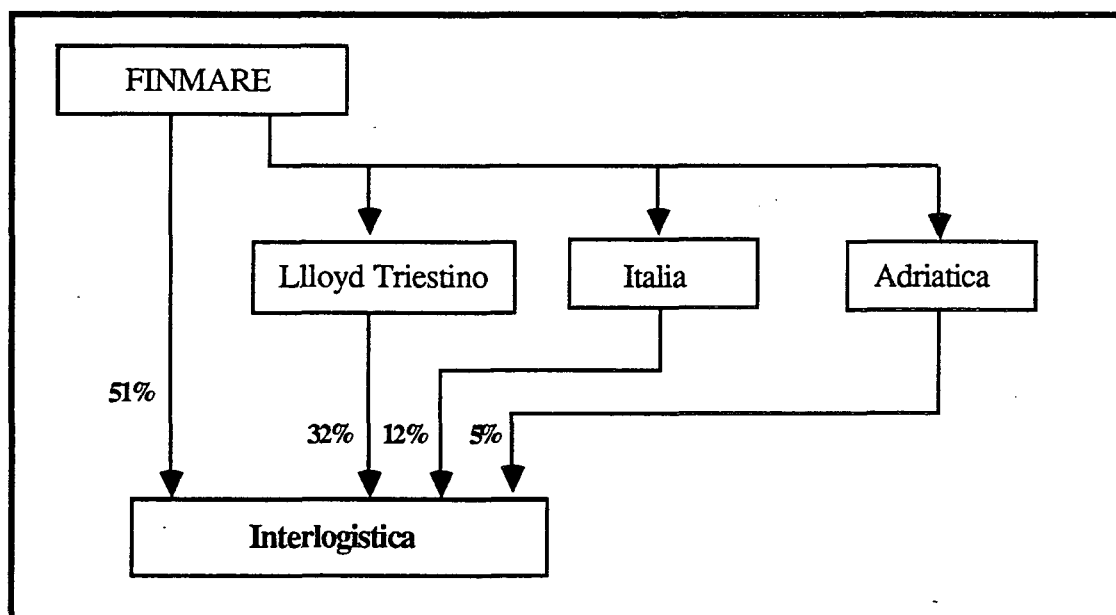 FINMARE
Llloyd Triestino
Italia
Adriatica
51%
32%
12%
5%
Interlogistica